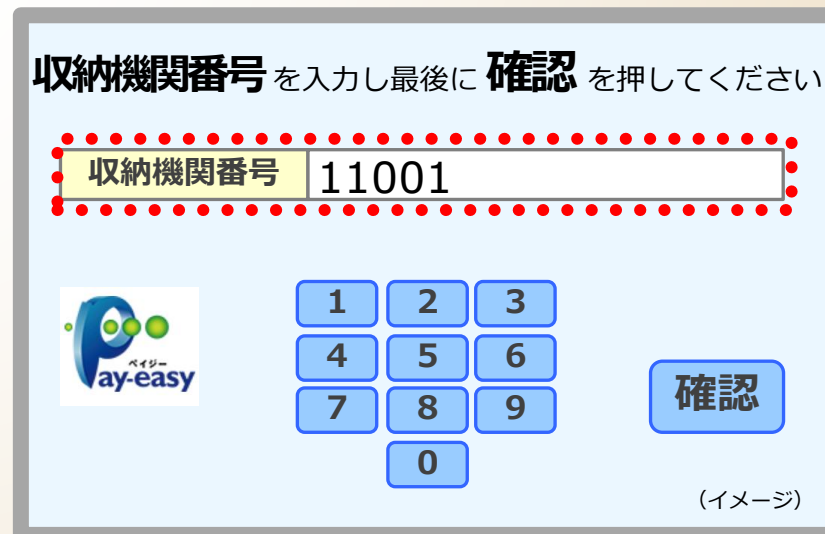 収納機関番号 を入力し最後に 確認 を押してください
収納機関番号 11001
1 2 3
4 5 6
7 8 9
0
確認
ペイジー
Pay-easy
（イメージ）